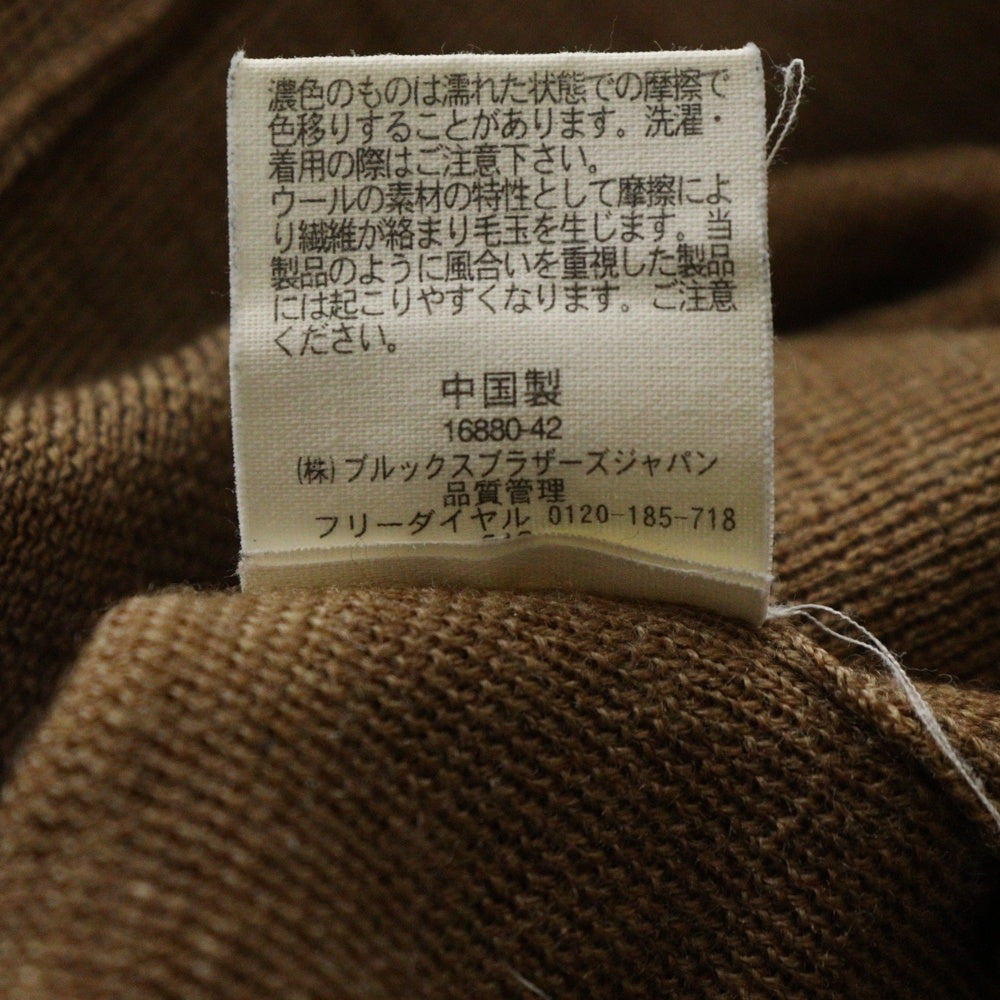 濃色のものは濡れた状態での摩擦で
色移りすることがあります。洗濯・
着用の際はご注意下さい。
ウールの素材の特性として摩擦によ
り繊維が絡まり毛玉を生じます。当
製品のように風合いを重視した製品
には起こりやすくなります。ご注意
ください。
中国製
16880-42
(株)ブルックスブラザーズジャパン
品質管理
フリーダイヤル 0120-185-718